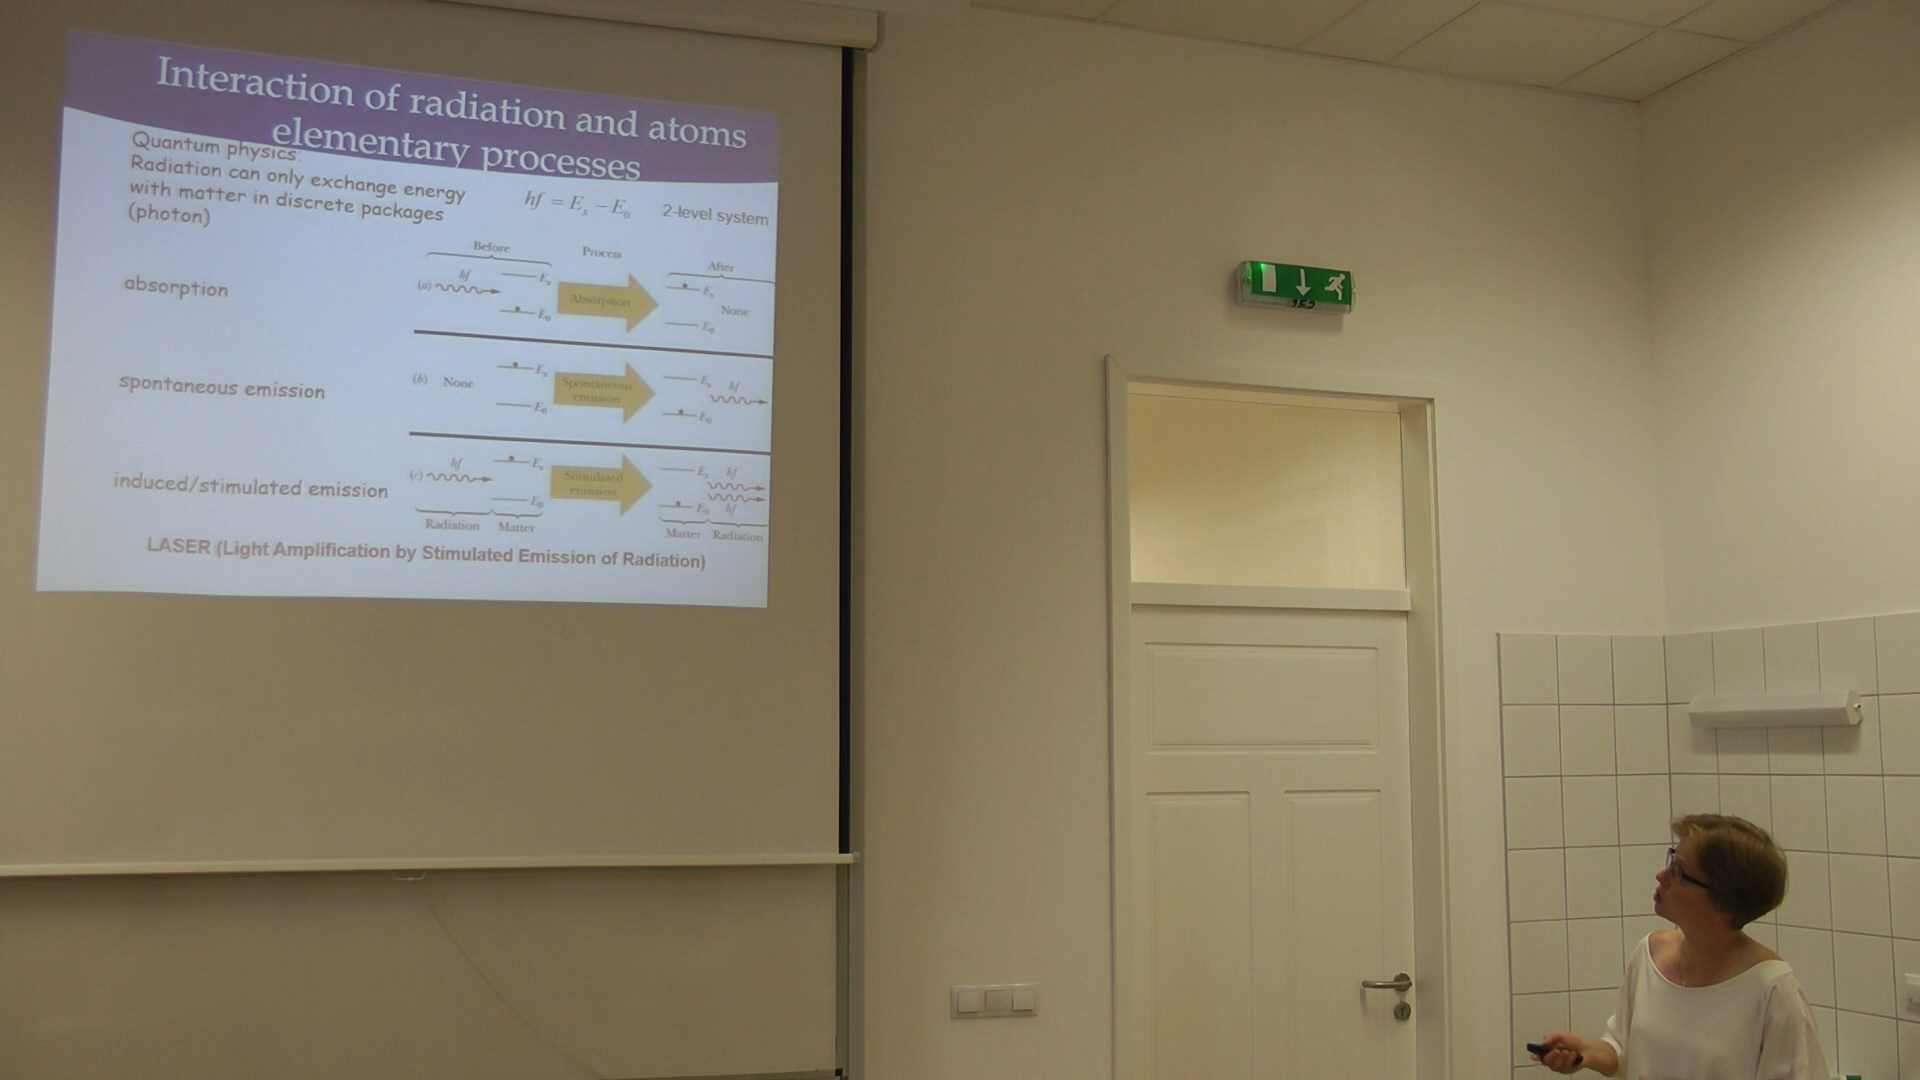 Interaction of radiation and atoms
elementary processes
Quantum physics:
Radiation can only exchange energy
with matter in discrete packages
(photon)
hf = Eₓ − E₀
2-level system
Before
Process
After
absorption
(a)
hf
Eₓ
E₀
Absorption
Eₓ
None
E₀
spontaneous emission
(b) None
Eₓ
E₀
Spontaneous
emission
Eₓ
hf
E₀
induced/stimulated emission
(c)
hf
Eₓ
E₀
Stimulated
emission
Eₓ
hf
E₀
hf
Radiation
Matter
Matter
Radiation
LASER (Light Amplification by Stimulated Emission of Radiation)
152